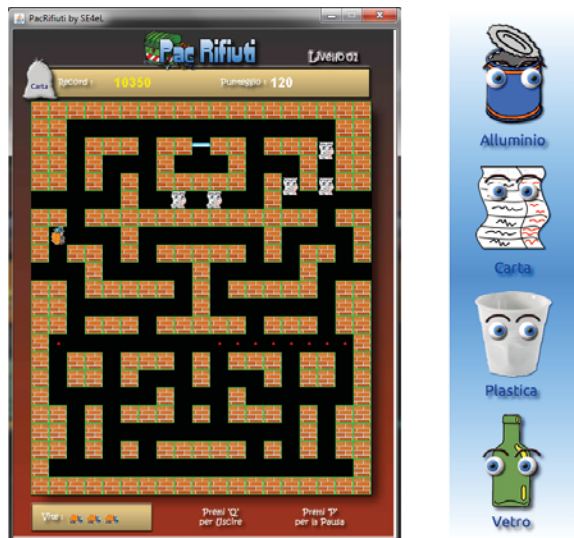 PacRifiuti by SE4eL
Pac Rifiuti
Livello 01
Carta
Record : 10350
Punteggio : 120
Vite :
Premi 'Q'
per Uscire
Premi 'P'
per la Pausa
Alluminio
Carta
Plastica
Vetro